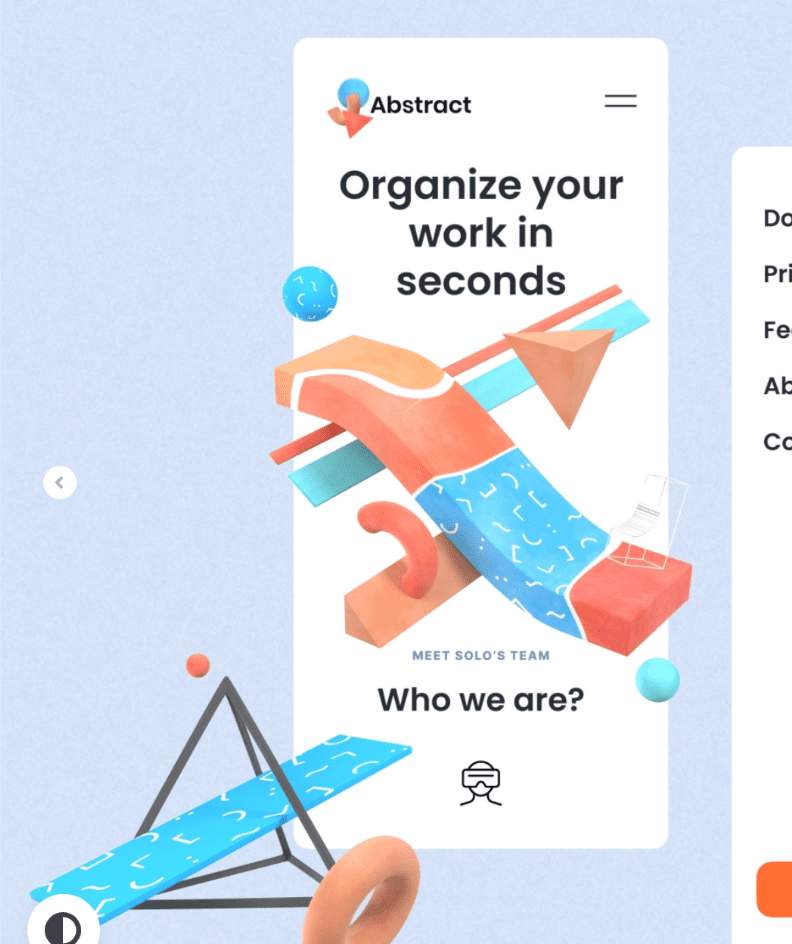 Abstract
Organize your
work in
seconds
MEET SOLO'S TEAM
Who we are?
Do
Pri
Fe
Ab
Co